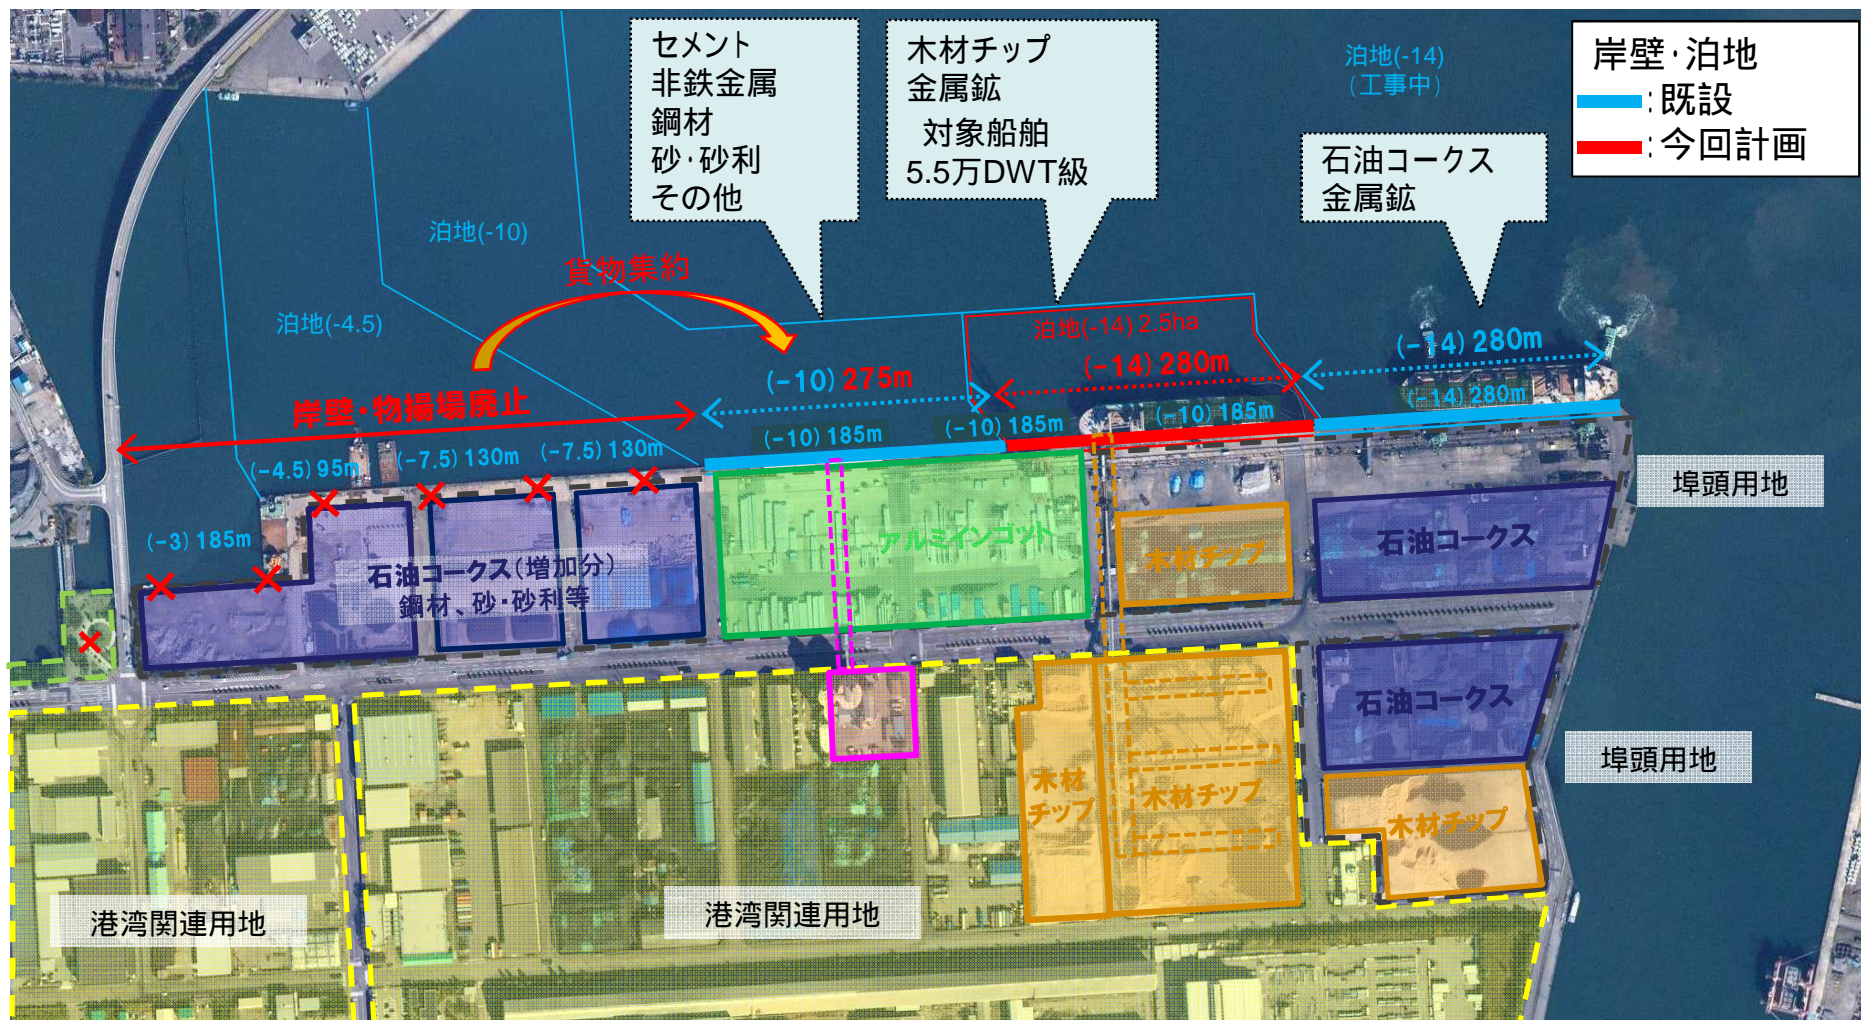 セメント
非鉄金属
鋼材
砂・砂利
その他
木材チップ
金属鉱
対象船舶
5.5万DWT級
泊地(-14)
(工事中)
岸壁・泊地
:既設
:今回計画
石油コークス
金属鉱
泊地(-10)
貨物集約
泊地(-4.5)
泊地(-14) 2.5ha
(-10) 275m
(-14) 280m
(-14) 280m
岸壁・物揚場廃止
(-10) 185m
(-10) 185m
(-10) 185m
(-14) 280m
(-4.5) 95m
(-7.5) 130m
(-7.5) 130m
(-3) 185m
埠頭用地
石油コークス(増加分)
鋼材、砂・砂利等
アルミインゴット
木材チップ
石油コークス
石油コークス
埠頭用地
木材
チップ
木材チップ
木材チップ
港湾関連用地
港湾関連用地